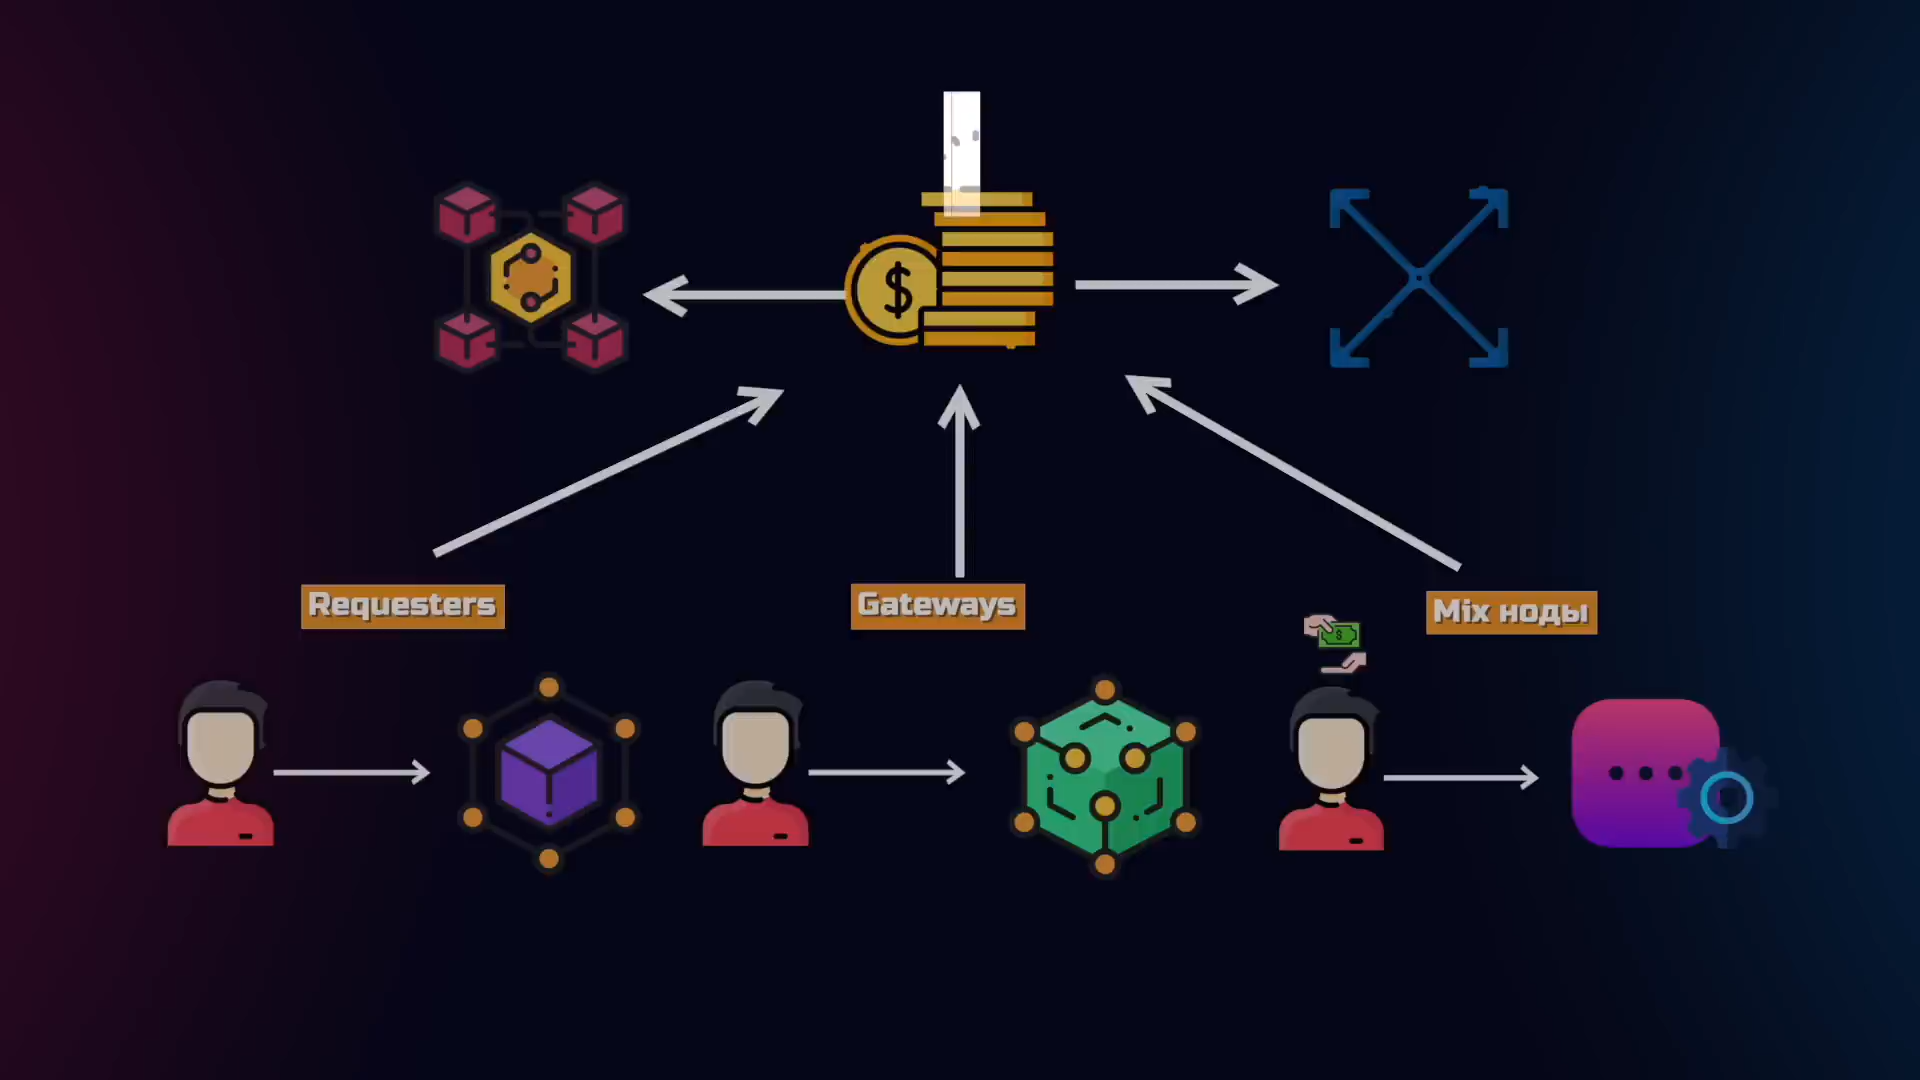 Requesters
Gateways
Mix ноды